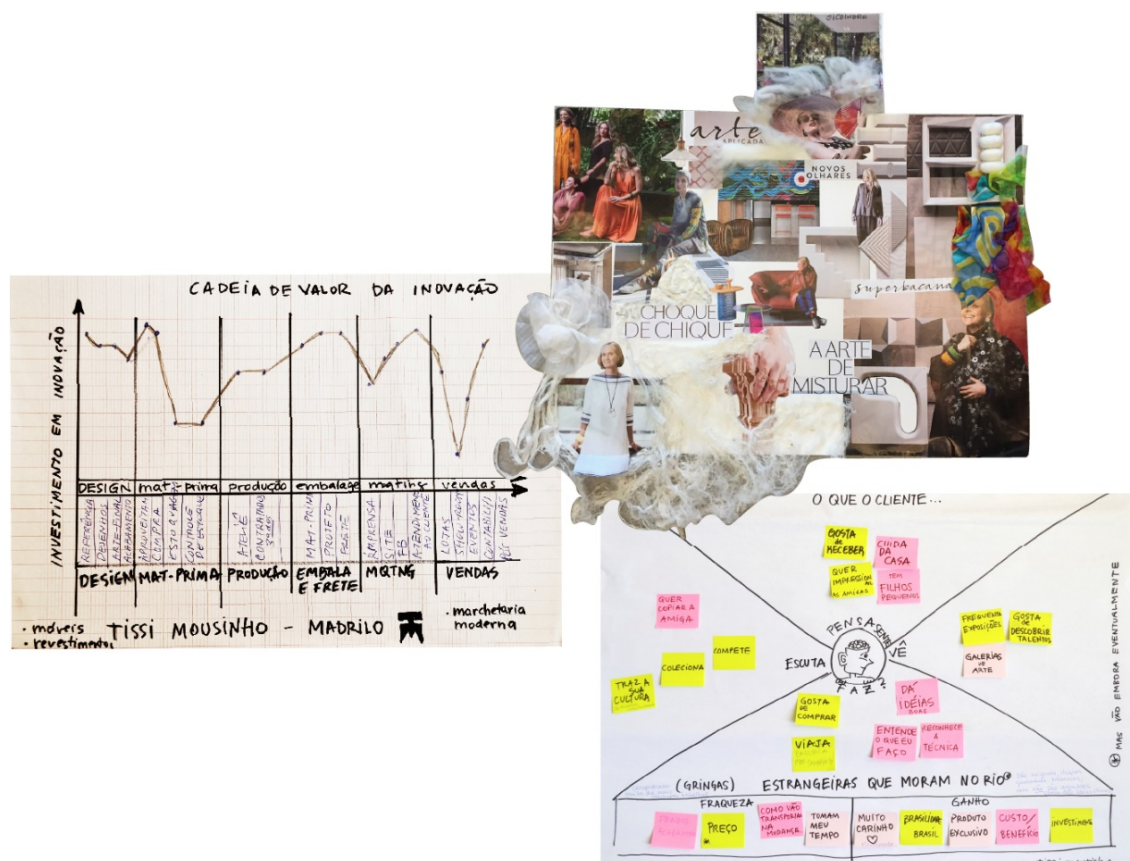 CADEIA DE VALOR DA INOVAÇÃO
INVESTIMENTO EM INOVAÇÃO
DESIGN mat-prima produção embalage mqting vendas
REFERÊNCIA
DESENHOS
ARTE-FINAL
ACABAMENTO
APROVEITAM
COMPRA
CONTROLE
DE ESTOQUE
ATELIÊ
CONTRATADA
MAT-PRIMA
PROTETO
FRETE
IMPRENSA
SITE
FB
ATENDIMENTO
AO CLIENTE
LOJAS
EVENTOS
PÓS VENDAS
DESIGN MAT-PRIMA PRODUÇÃO EMBALA E FRETE MQTNG VENDAS
• móveis
• revestimentos
TISSI MOUSINHO - MADRILO
• marchetaria
moderna
arte
APLICADA
NOVOS
OLHARES
superbacana
CHOQUE
DE CHIQUE
A ARTE
DE
MISTURAR
O QUE O CLIENTE...
GOSTA
de
RECEBER
CUIDA
DA
CASA
QUER
IMPRESSIONAR
AS AMIGAS
TEM
FILHOS
PEQUENOS
QUER
COPIAR A
AMIGA
COMPETE
COLECIONA
TRAZ A
SUA
CULTURA
FREQUENTA
EXPOSIÇÕES
GOSTA
de
DESCOBRIR
TALENTOS
GALERIAS
de
ARTE
PENSA SENTE
VÊ
ESCUTA
FAZ?
GOSTA
de
COMPRAR
DÁ
IDÉIAS
BOAS
VIAJA
ENTENDE
O QUE EU
FAÇO
RECONHECE
A
TÉCNICA
MAS VÃO EMBORA EVENTUALMENTE
(GRINGAS) ESTRANGEIRAS QUE MORAM NO RIO
FRAQUEZA
GANHO
PREÇO
COMO VÃO
TRANSPORTAR
NA
MUDANÇA
TOMAM
MEU
TEMPO
MUITO
CARINHO
BRASIL
PRODUTO
EXCLUSIVO
CUSTO/
BENEFÍCIO